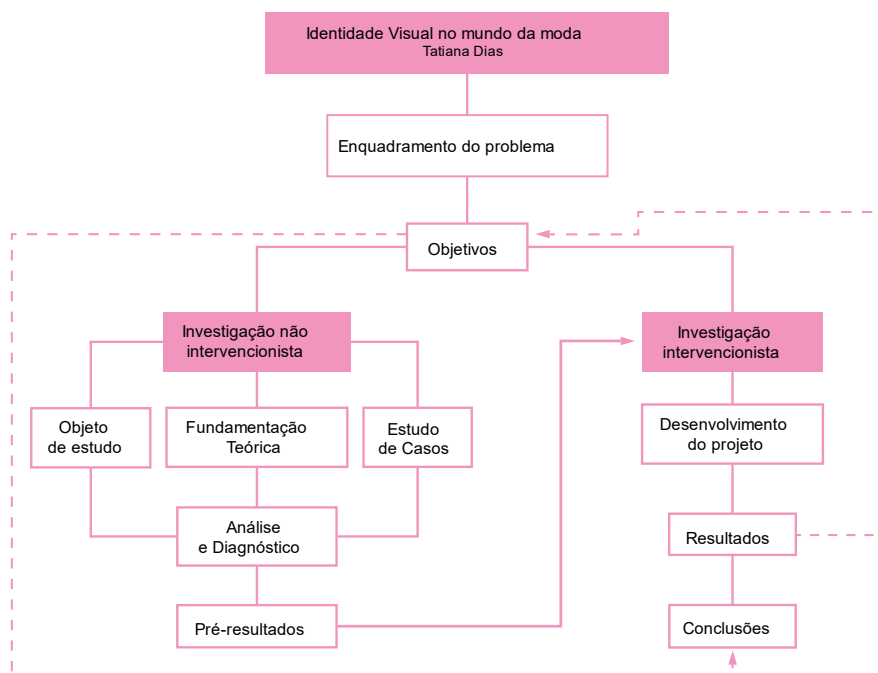 Identidade Visual no mundo da moda
Tatiana Dias
Enquadramento do problema
Objetivos
Investigação não
intervencionista
Investigação
intervencionista
Objeto
de estudo
Fundamentação
Teórica
Estudo
de Casos
Desenvolvimento
do projeto
Análise
e Diagnóstico
Resultados
Pré-resultados
Conclusões